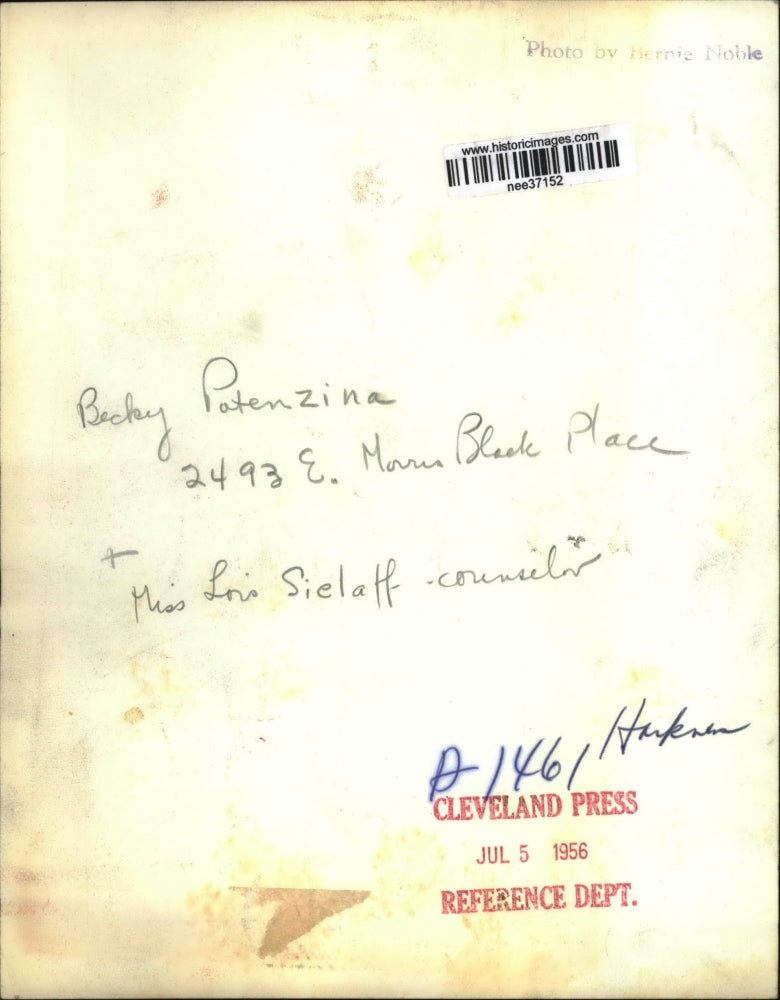 Photo by Bernie Noble
www.historicimages.com
nee37152
Becky Potenzina
2493 E. Morris Black Place
+
Miss Lois Sielaff - counselor
A-1461 Harkness
CLEVELAND PRESS
JUL 5 1956
REFERENCE DEPT.